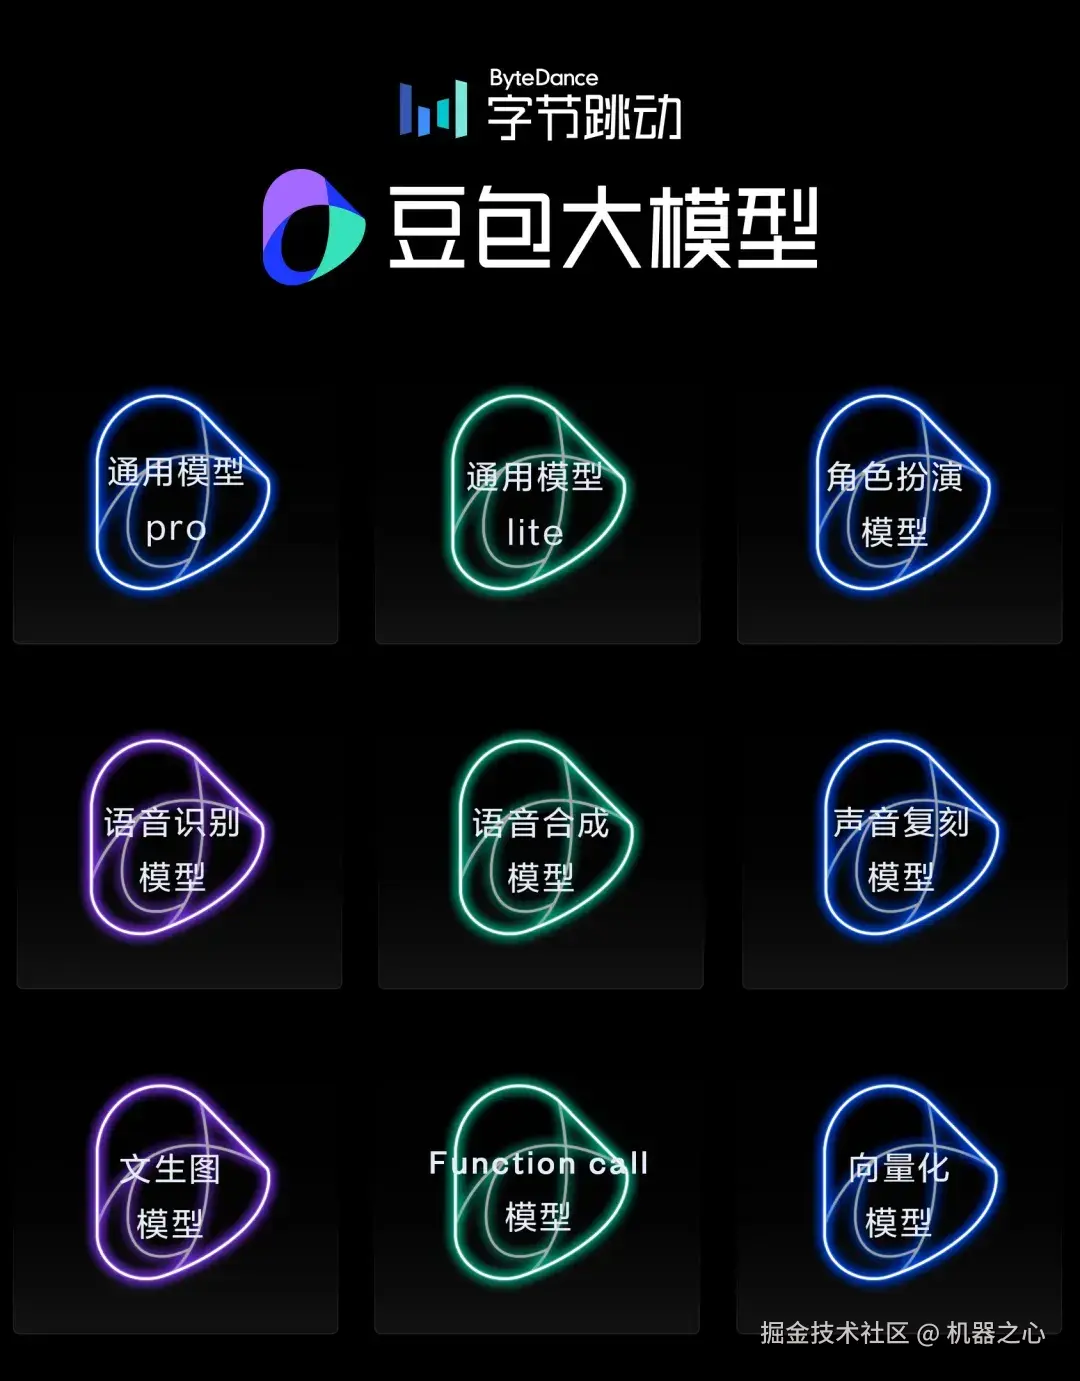 ByteDance
字节跳动
豆包大模型
通用模型
pro
通用模型
lite
角色扮演
模型
语音识别
模型
语音合成
模型
声音复刻
模型
文生图
模型
Function call
模型
向量化
模型
掘金技术社区 @ 机器之心